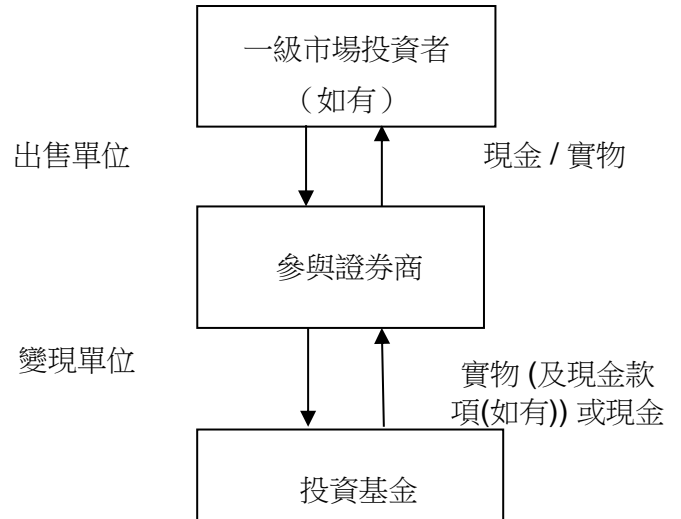 一級市場投資者
（如有）
出售單位
現金 / 實物
參與證券商
變現單位
實物 (及現金款
項(如有)) 或現金
投資基金